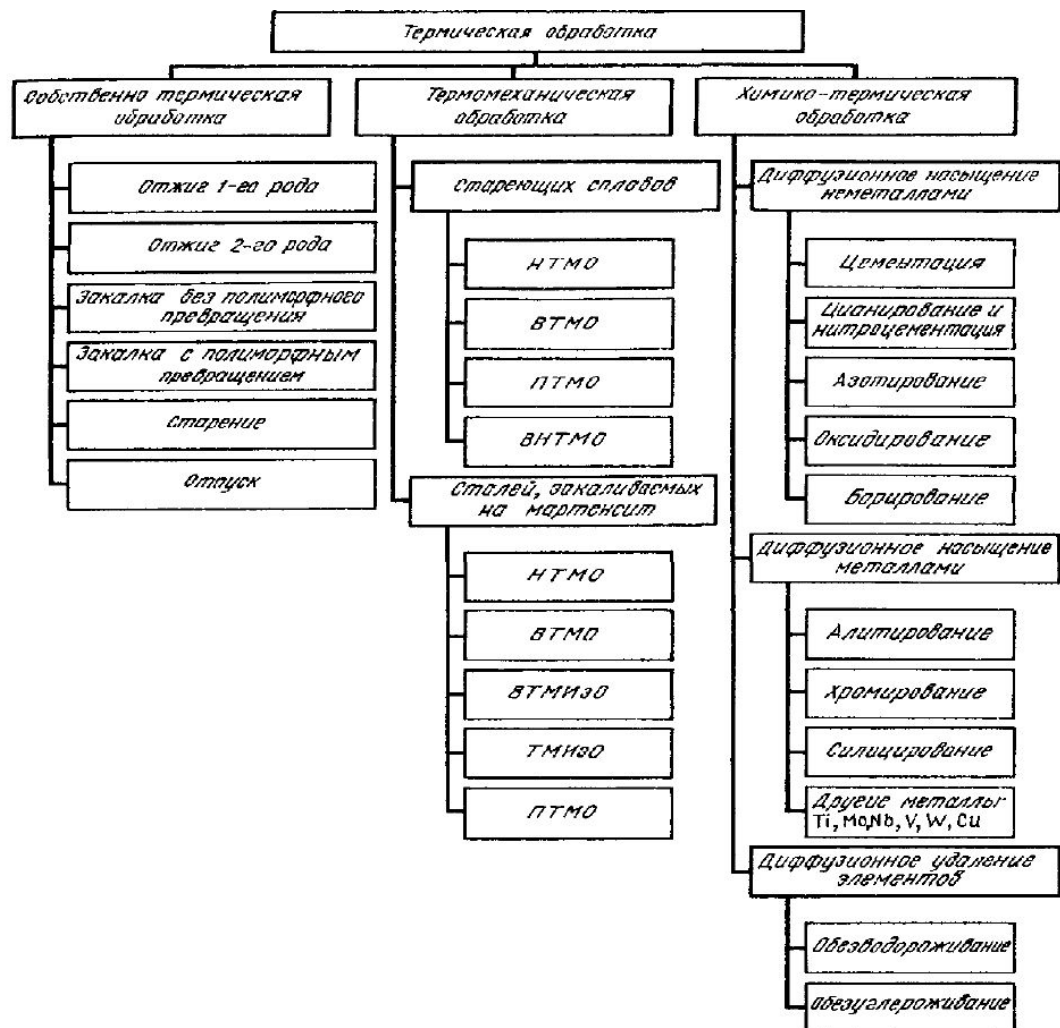 Термическая обработка
Собственно термическая
обработка
Отжиг 1-го рода
Отжиг 2-го рода
Закалка без полиморфного
превращения
Закалка с полиморфным
превращением
Старение
Отпуск
Термомеханическая
обработка
Стареющих сплавов
НТМО
ВТМО
ПТМО
ВНТМО
Сталей, закаливаемых
на мартенсит
НТМО
ВТМО
ВТМИзО
ТМИзО
ПТМО
Химико-термическая
обработка
Диффузионное насыщение
неметаллами
Цементация
Цианирование и
нитроцементация
Азотирование
Оксидирование
Борирование
Диффузионное насыщение
металлами
Алитирование
Хромирование
Силицирование
Другие металлы
Ti, Mo, Nb, V, W, Cu
Диффузионное удаление
элементов
Обезводороживание
Обезуглероживание